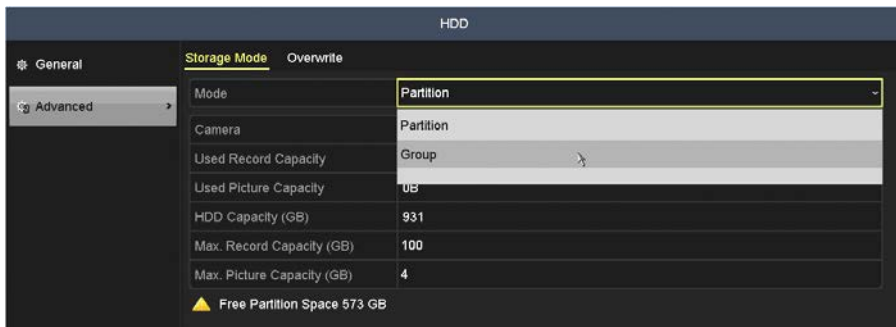 HDD
General
Advanced
Storage Mode Overwrite
Mode Partition
Partition
Group
Camera
Used Record Capacity
Used Picture Capacity 0B
HDD Capacity (GB) 931
Max. Record Capacity (GB) 100
Max. Picture Capacity (GB) 4
Free Partition Space 573 GB